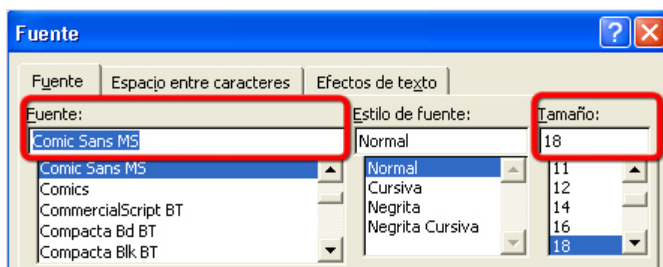 Fuente
Fuente Espacio entre caracteres Efectos de texto
Fuente: Estilo de fuente: Tamaño:
Comic Sans MS Normal 18
Comic Sans MS Normal 11
Comics Cursiva 12
CommercialScript BT Negrita 14
Compacta Bd BT Negrita Cursiva 16
Compacta Blk BT 18